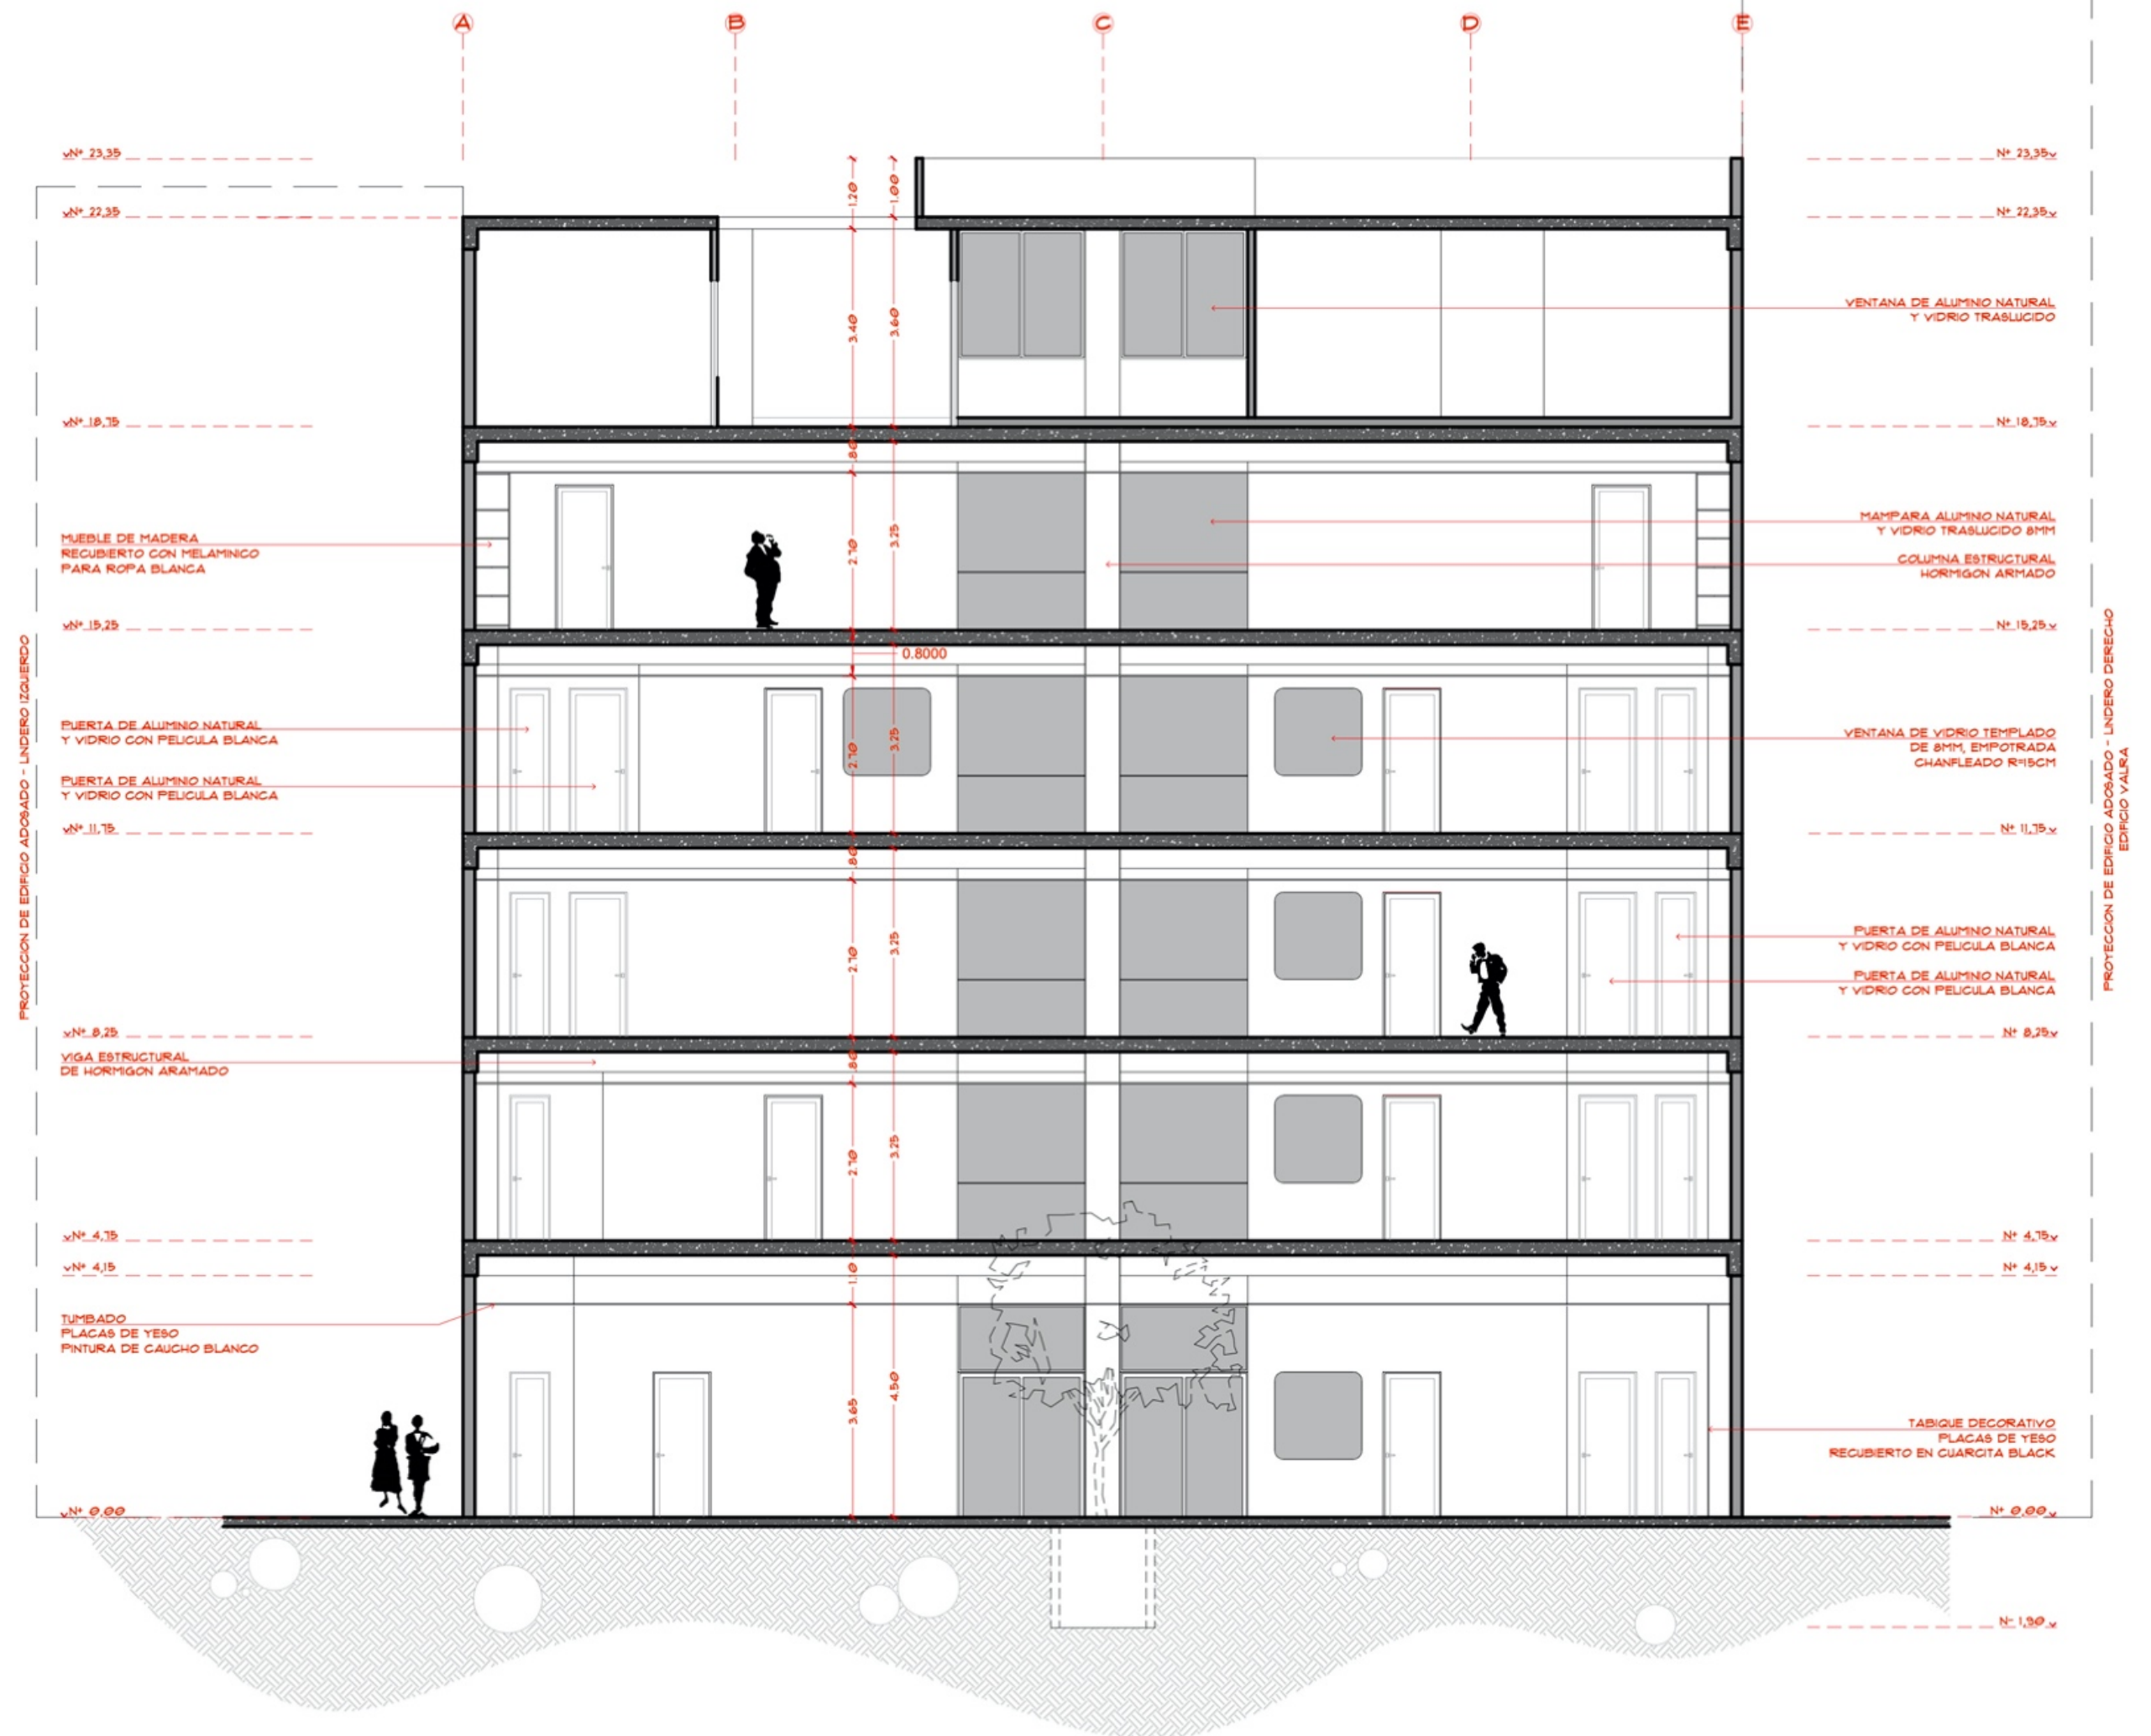 A B C D E
N+ 23,35
N+ 22,35
N+ 18,75
MUEBLE DE MADERA
RECUBIERTO CON MELAMINICO
PARA ROPA BLANCA
N+ 15,25
PUERTA DE ALUMINIO NATURAL
Y VIDRIO CON PELICULA BLANCA
PUERTA DE ALUMINIO NATURAL
Y VIDRIO CON PELICULA BLANCA
N+ 11,75
N+ 8,25
VIGA ESTRUCTURAL
DE HORMIGON ARAMADO
N+ 4,75
N+ 4,15
TUMBADO
PLACAS DE YESO
PINTURA DE CAUCHO BLANCO
N+ 0,00
PROYECCION DE EDIFICIO ADOSADO - LINDERO IZQUIERDO
1.20
3.40
.80
2.70
0.8000
2.70
.80
2.70
.80
2.70
1.10
3.65
1.00
3.60
3.25
3.25
3.25
3.25
4.50
N+ 23,35
N+ 22,35
VENTANA DE ALUMINIO NATURAL
Y VIDRIO TRASLUCIDO
N+ 18,75
MAMPARA ALUMINIO NATURAL
Y VIDRIO TRASLUCIDO 8MM
COLUMNA ESTRUCTURAL
HORMIGON ARMADO
N+ 15,25
VENTANA DE VIDRIO TEMPLADO
DE 8MM, EMPOTRADA
CHANFLEADO R=15CM
N+ 11,75
PUERTA DE ALUMINIO NATURAL
Y VIDRIO CON PELICULA BLANCA
PUERTA DE ALUMINIO NATURAL
Y VIDRIO CON PELICULA BLANCA
N+ 8,25
N+ 4,75
N+ 4,15
TABIQUE DECORATIVO
PLACAS DE YESO
RECUBIERTO EN CUARCITA BLACK
N+ 0,00
PROYECCION DE EDIFICIO ADOSADO - LINDERO DERECHO
EDIFICIO VALRA